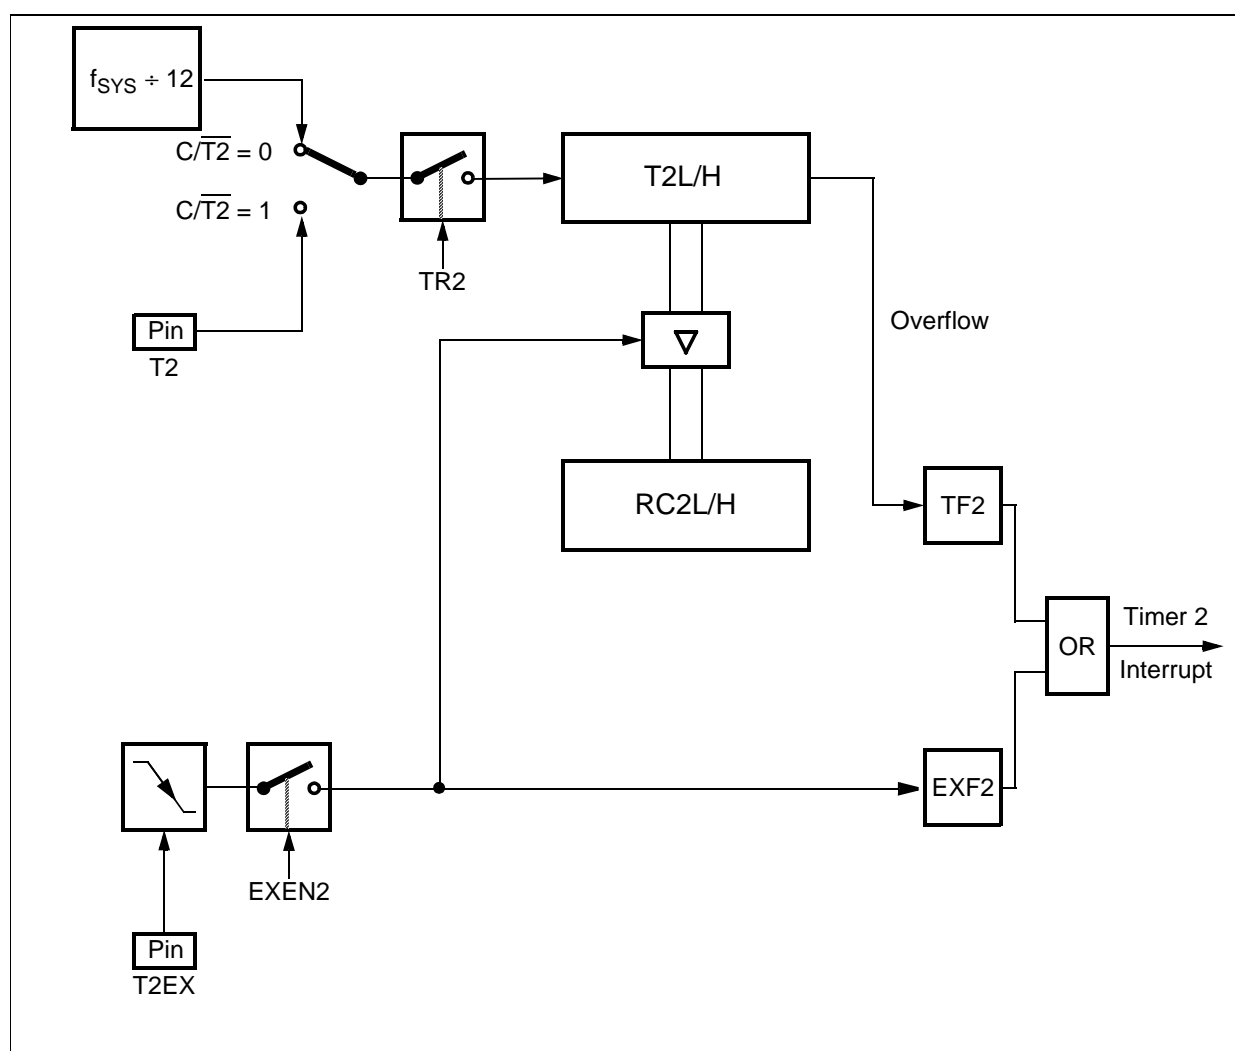 fSYS ÷ 12
C/T2 = 0
C/T2 = 1
T2L/H
TR2
Overflow
Pin
T2
RC2L/H
TF2
Timer 2
OR
Interrupt
EXF2
EXEN2
Pin
T2EX